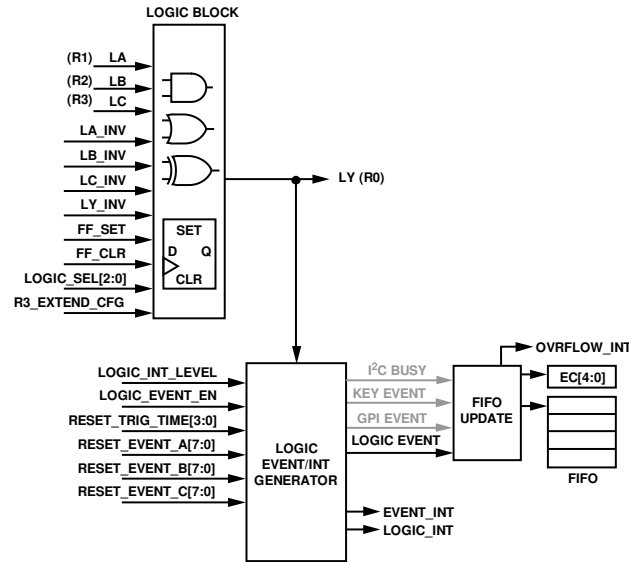 LOGIC BLOCK
(R1) LA
(R2) LB
(R3) LC
LA_INV
LB_INV
LC_INV
LY_INV
FF_SET
FF_CLR
LOGIC_SEL[2:0]
R3_EXTEND_CFG
SET
D Q
CLR
LY (R0)
LOGIC_INT_LEVEL
LOGIC_EVENT_EN
RESET_TRIG_TIME[3:0]
RESET_EVENT_A[7:0]
RESET_EVENT_B[7:0]
RESET_EVENT_C[7:0]
LOGIC
EVENT/INT
GENERATOR
I²C BUSY
KEY EVENT
GPI EVENT
LOGIC EVENT
EVENT_INT
LOGIC_INT
FIFO
UPDATE
OVRFLOW_INT
EC[4:0]
FIFO